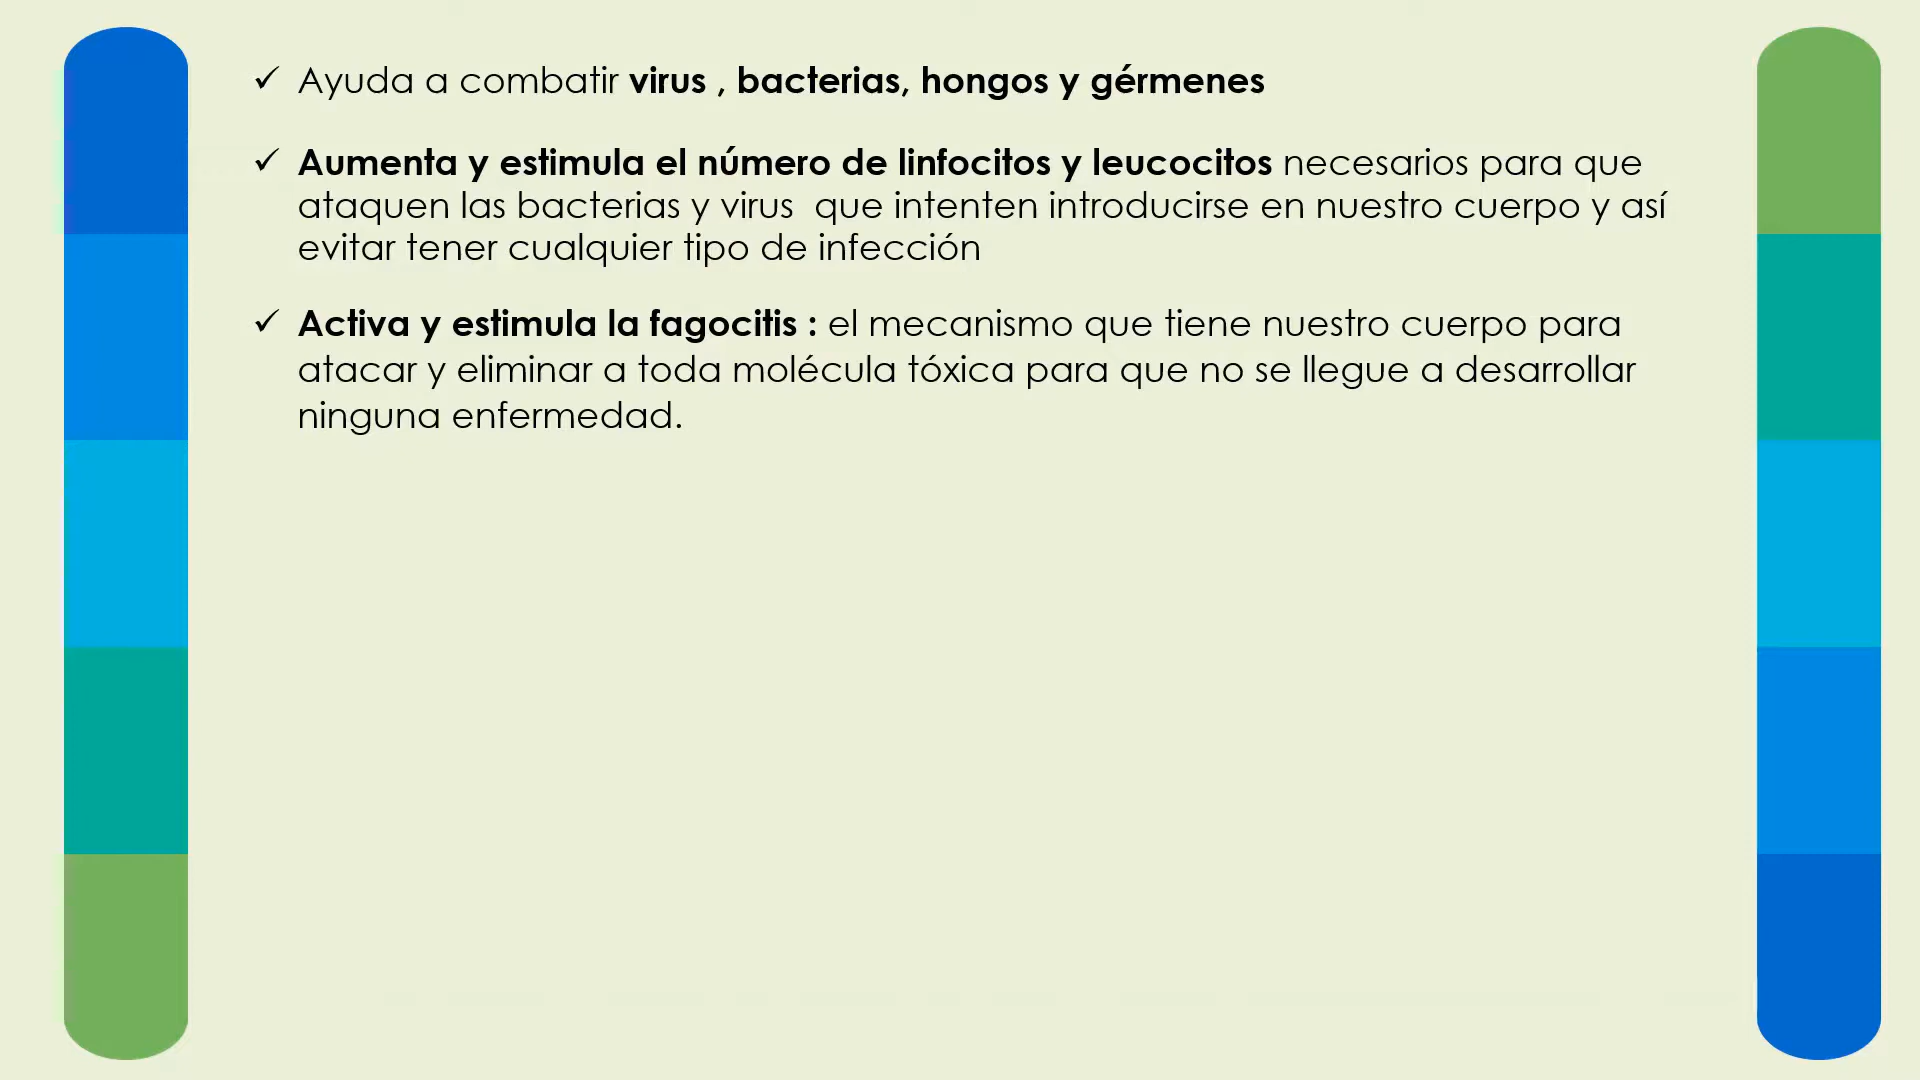 ✓ Ayuda a combatir virus , bacterias, hongos y gérmenes
✓ Aumenta y estimula el número de linfocitos y leucocitos necesarios para que
ataquen las bacterias y virus  que intenten introducirse en nuestro cuerpo y así
evitar tener cualquier tipo de infección
✓ Activa y estimula la fagocitis : el mecanismo que tiene nuestro cuerpo para
atacar y eliminar a toda molécula tóxica para que no se llegue a desarrollar
ninguna enfermedad.